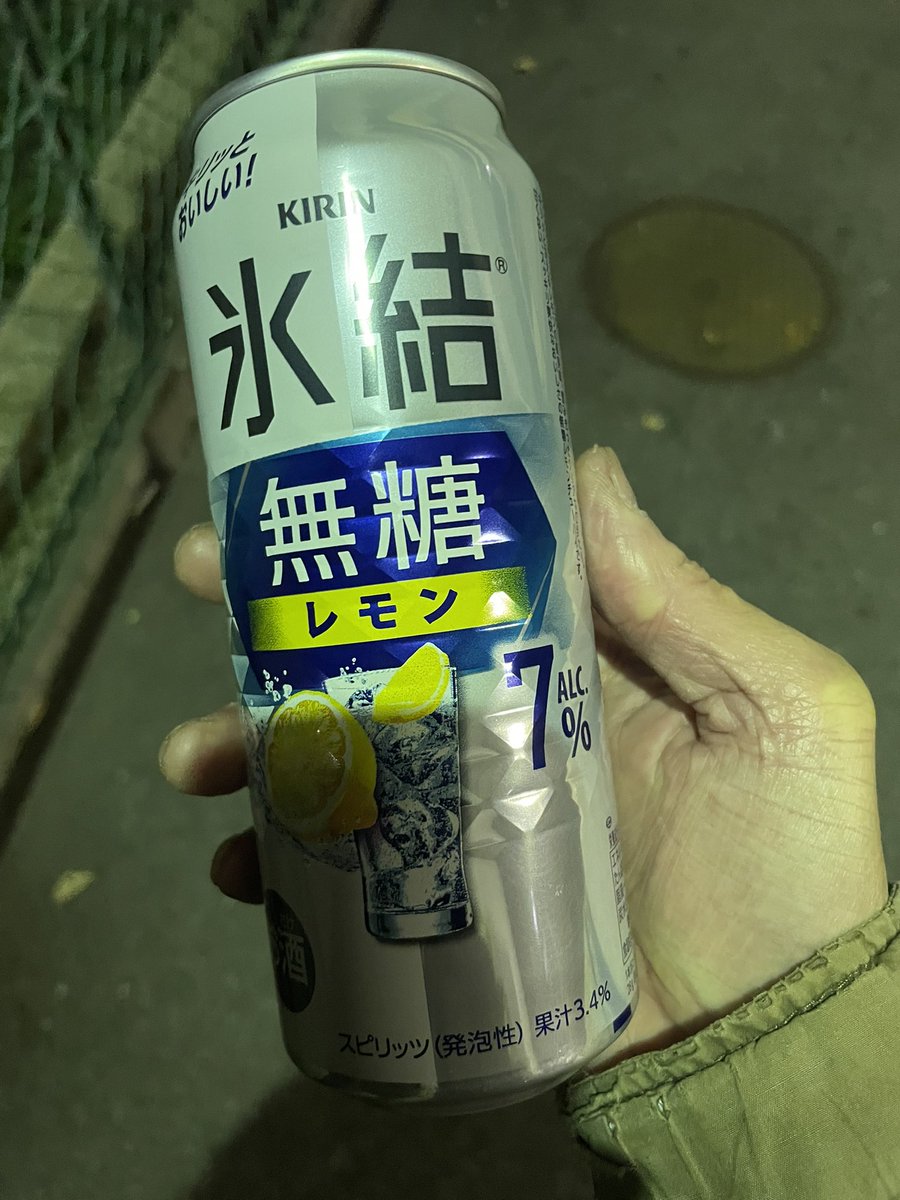 おいしい!
KIRIN
氷結®
無糖
レモン
7
ALC.
%
酒
スピリッツ(発泡性) 果汁3.4%